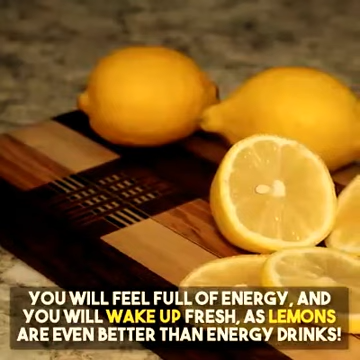 YOU WILL FEEL FULL OF ENERGY, AND
YOU WILL WAKE UP FRESH, AS LEMONS
ARE EVEN BETTER THAN ENERGY DRINKS!